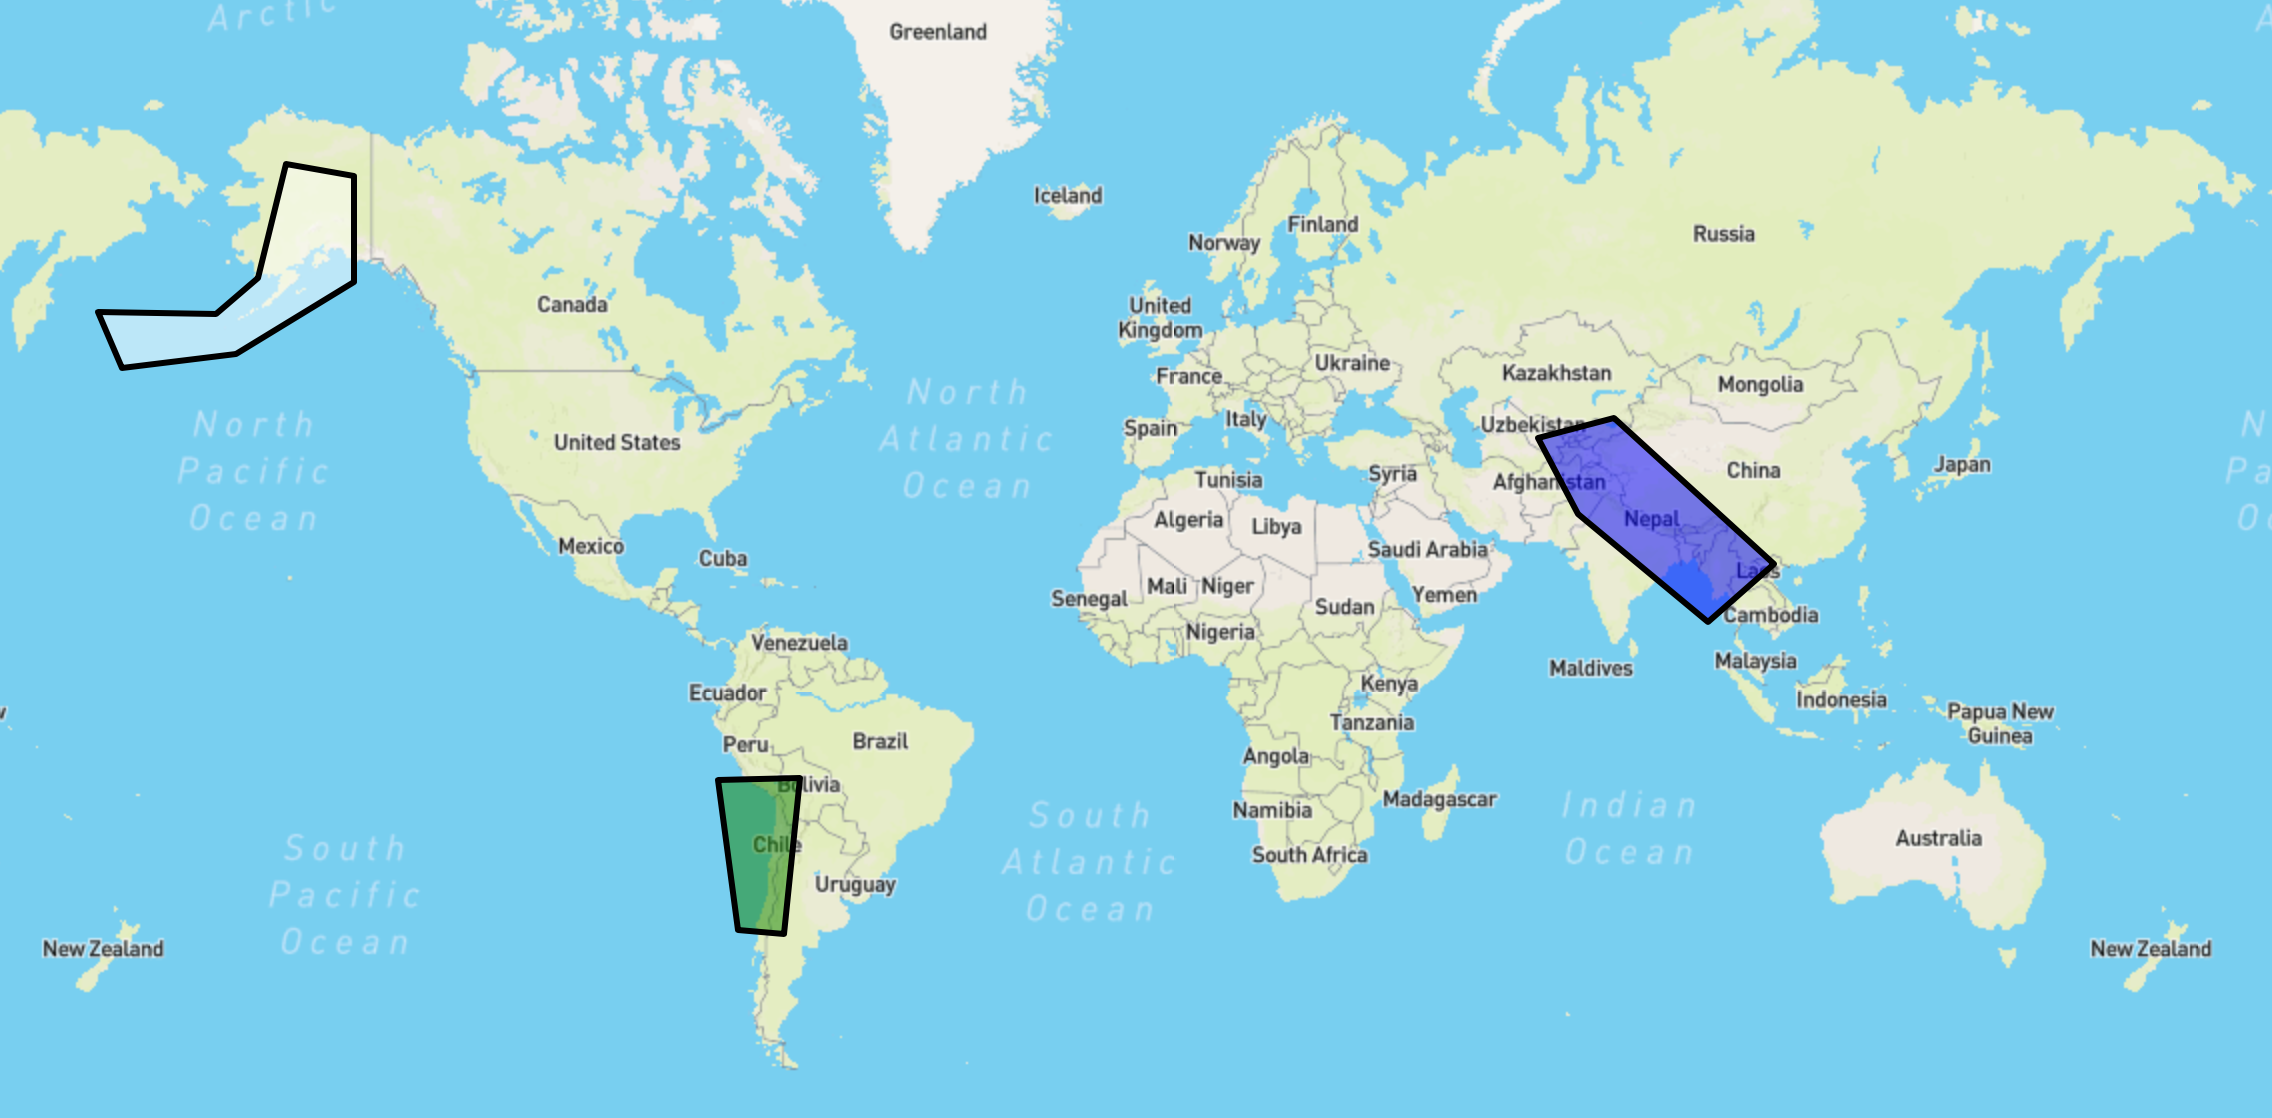 Arctic
Greenland
Iceland
Finland
Norway
Russia
United
Kingdom
Canada
Ukraine
France
Kazakhstan
Mongolia
North
Atlantic
Ocean
North
Pacific
Ocean
Italy
Spain
Uzbekistan
United States
Japan
China
Syria
Tunisia
Afghanistan
Algeria
Libya
Nepal
Mexico
Saudi Arabia
Cuba
Laos
Mali
Niger
Yemen
Senegal
Sudan
Cambodia
Nigeria
Venezuela
Malaysia
Maldives
Kenya
Ecuador
Indonesia
Papua New
Guinea
Tanzania
Brazil
Peru
Angola
Bolivia
Madagascar
Namibia
Indian
Ocean
South
Atlantic
Ocean
Australia
Chile
South Africa
South
Pacific
Ocean
Uruguay
New Zealand
New Zealand
N
Pa
Oc